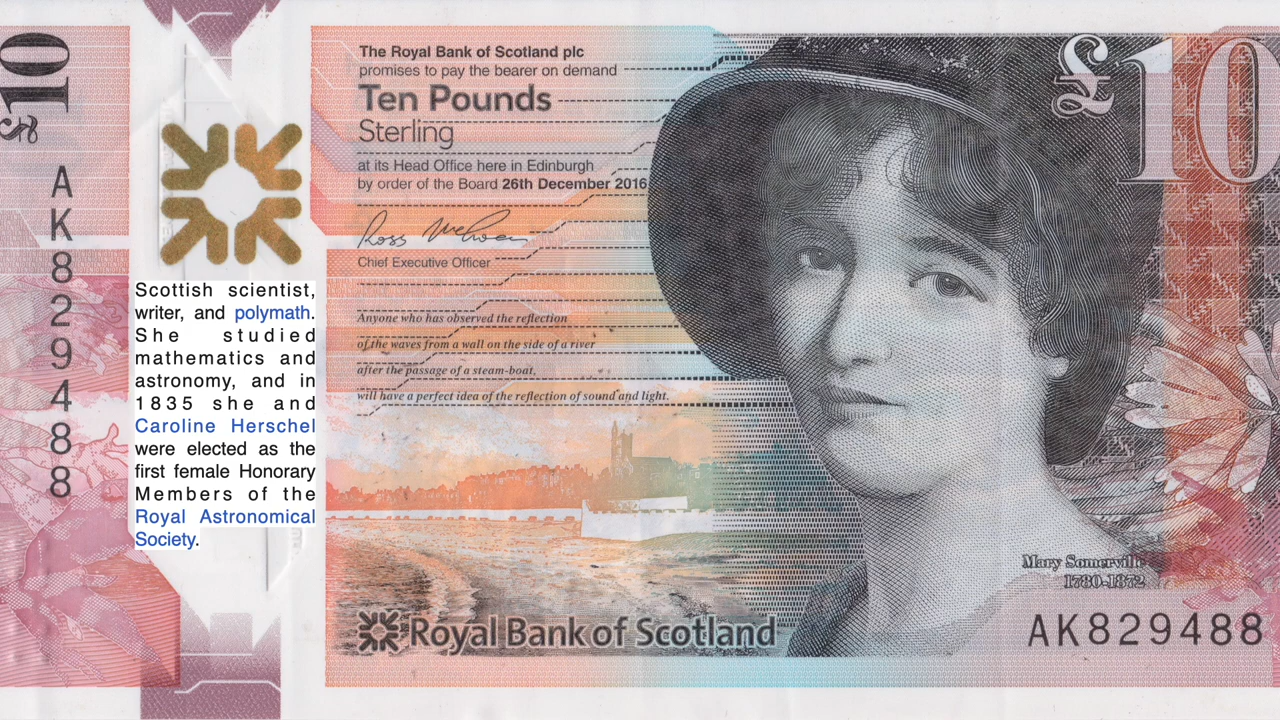 £10
AK829488
Scottish scientist,
writer, and polymath.
She studied
mathematics and
astronomy, and in
1835 she and
Caroline Herschel
were elected as the
first female Honorary
Members of the
Royal Astronomical
Society.
The Royal Bank of Scotland plc
promises to pay the bearer on demand
Ten Pounds
Sterling
at its Head Office here in Edinburgh
by order of the Board 26th December 2016
Chief Executive Officer
Anyone who has observed the reflection
of the waves from a wall on the side of a river
after the passage of a steam-boat,
will have a perfect idea of the reflection of sound and light.
Royal Bank of Scotland
£10
Mary Somerville
1780-1872
AK829488